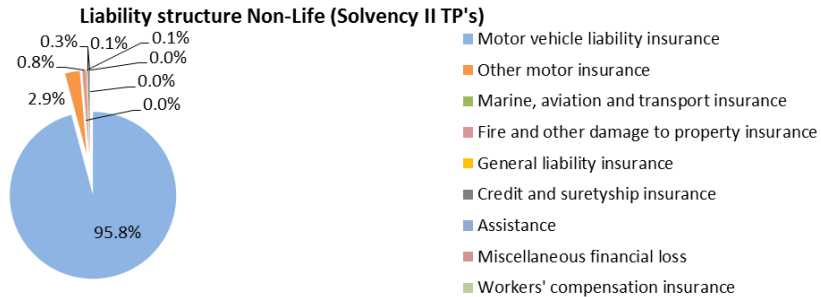 Liability structure Non-Life (Solvency II TP's)
0.3%
0.1%
0.1%
0.8%
0.0%
2.9%
0.0%
0.0%
95.8%
Motor vehicle liability insurance
Other motor insurance
Marine, aviation and transport insurance
Fire and other damage to property insurance
General liability insurance
Credit and suretyship insurance
Assistance
Miscellaneous financial loss
Workers' compensation insurance